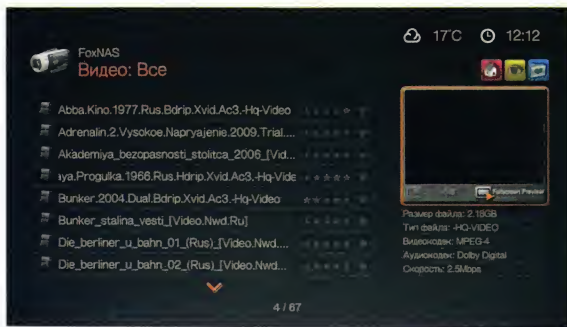 17°C 12:12
FoxNAS
Видео: Все
Abba.Kino.1977.Rus.Bdrip.Xvid.Ac3.-Hq-Video
Adrenalin.2.Vysokoe.Napryajenie.2009.Trial....
Akademiya_bezopasnosti_stolitca_2006_[Vid...
ıya.Progulka.1966.Rus.Hdrip.Xvid.Ac3.-Hq-Vide
Bunker.2004.Dual.Bdrip.Xvid.Ac3.-Hq-Video
Bunker_stalina_vesti_[Video.Nwd.Ru]
Die_berliner_u_bahn_01_(Rus)_[Video.Nwd....
Die_berliner_u_bahn_02_(Rus)_[Video.Nwd...
4 / 67
Fullscreen Preview
Размер файла: 2.18GB
Тип файла: -HQ-VIDEO
Видеокодек: MPEG-4
Аудиокодек: Dolby Digital
Скорость: 2.5Mbps